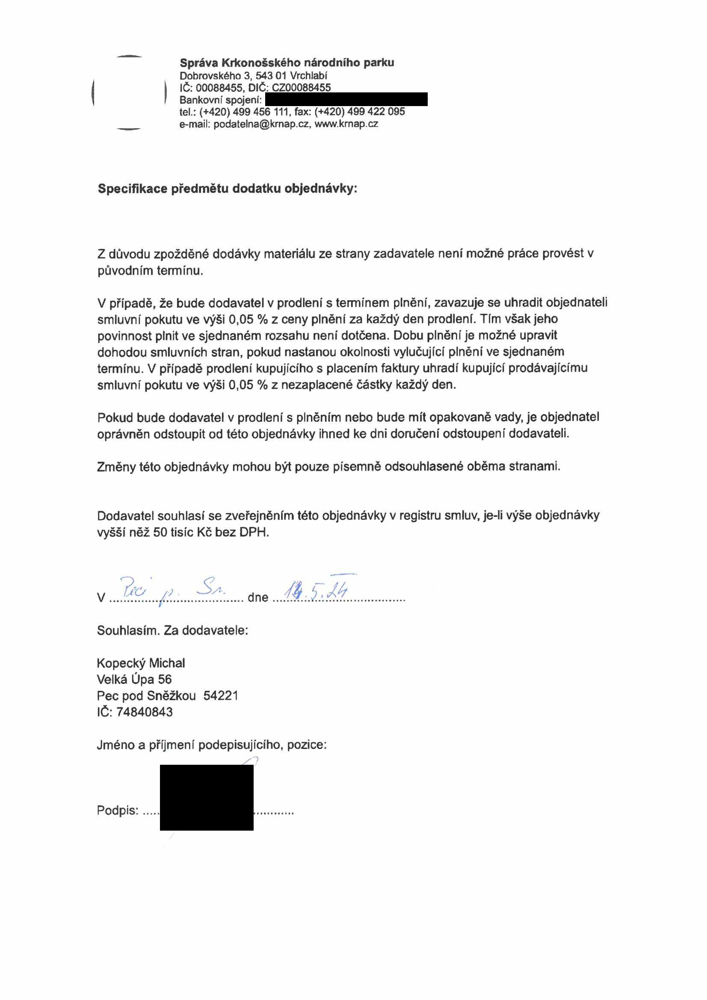 Správa Krkonošského národního parku
Dobrovského 3, 543 01 Vrchlabí
IČ: 00088455, DIČ: CZ00088455
Bankovní spojení:
tel.: (+420) 499 456 111, fax: (+420) 499 422 095
e-mail: podatelna@krnap.cz, www.krnap.cz
Specifikace předmětu dodatku objednávky:
Z důvodu zpožděné dodávky materiálu ze strany zadavatele není možné práce provést v
původním termínu.
V případě, že bude dodavatel v prodlení s termínem plnění, zavazuje se uhradit objednateli
smluvní pokutu ve výši 0,05 % z ceny plnění za každý den prodlení. Tím však jeho
povinnost plnit ve sjednaném rozsahu není dotčena. Dobu plnění je možné upravit
dohodou smluvních stran, pokud nastanou okolnosti vylučující plnění ve sjednaném
termínu. V případě prodlení kupujícího s placením faktury uhradí kupující prodávajícímu
smluvní pokutu ve výši 0,05 % z nezaplacené částky každý den.
Pokud bude dodavatel v prodlení s plněním nebo bude mít opakovaně vady, je objednatel
oprávněn odstoupit od této objednávky ihned ke dni doručení odstoupení dodavateli.
Změny této objednávky mohou být pouze písemně odsouhlasené oběma stranami.
Dodavatel souhlasí se zveřejněním této objednávky v registru smluv, je-li výše objednávky
vyšší něž 50 tisíc Kč bez DPH.
V Peci p. Sn. dne .5.24
Souhlasím. Za dodavatele:
Kopecký Michal
Velká Úpa 56
Pec pod Sněžkou 54221
IČ: 74840843
Jméno a příjmení podepisujícího, pozice:
Podpis: